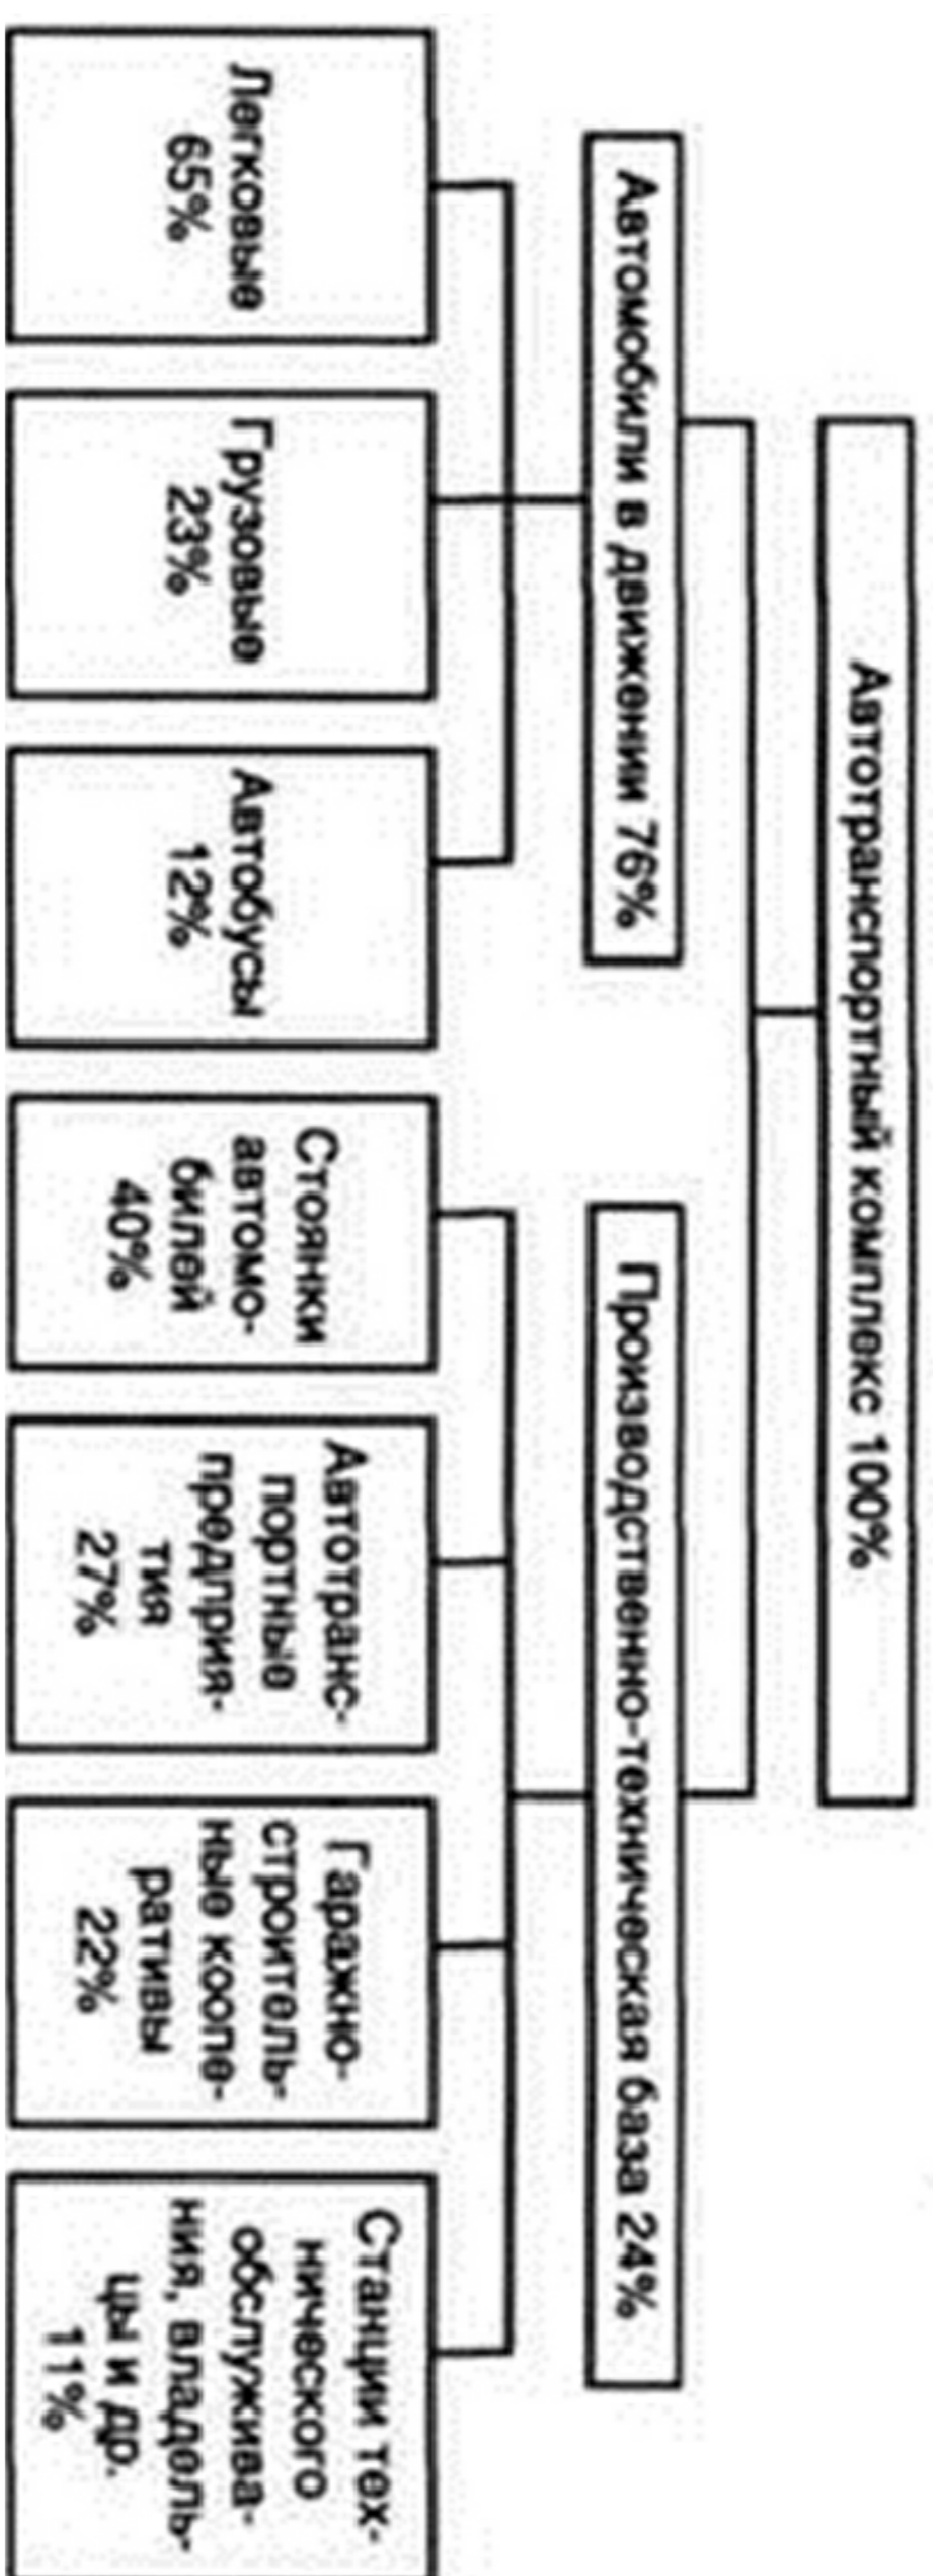 Автотранспортный комплекс 100%
Автомобили в движении 76%
Производственно-техническая база 24%
Легковые
65%
Грузовые
23%
Автобусы
12%
Стоянки
автомо-
билей
40%
Автотранс-
портные
предприя-
тия
27%
Гаражно-
строитель-
ные коопе-
ративы
22%
Станции тех-
нического
обслужива-
ния, владель-
цы и др.
11%